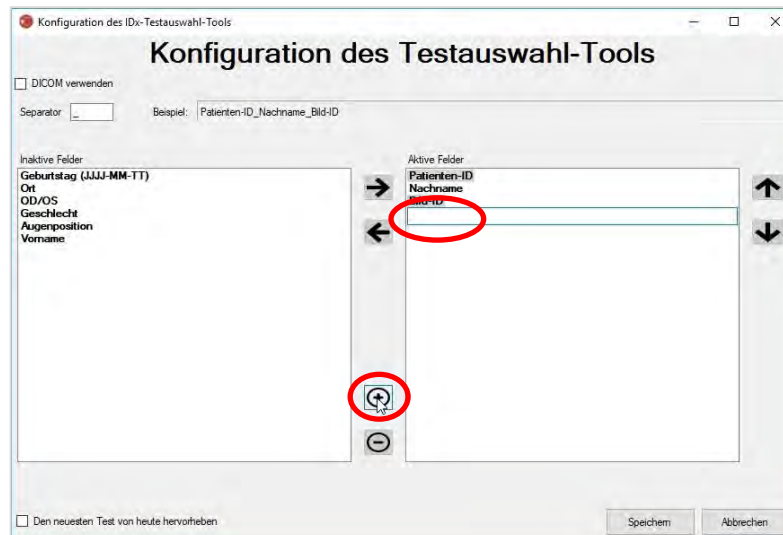 Konfiguration des IDx-Testauswahl-Tools
Konfiguration des Testauswahl-Tools
DICOM verwenden
Separator _ Beispiel: Patienten-ID_Nachname_Bild-ID
Inaktive Felder
Geburtstag (JJJJ-MM-TT)
Ort
OD/OS
Geschlecht
Augenposition
Vorname
Aktive Felder
Patienten-ID
Nachname
Bild-ID
Den neuesten Test von heute hervorheben
Speichern Abbrechen